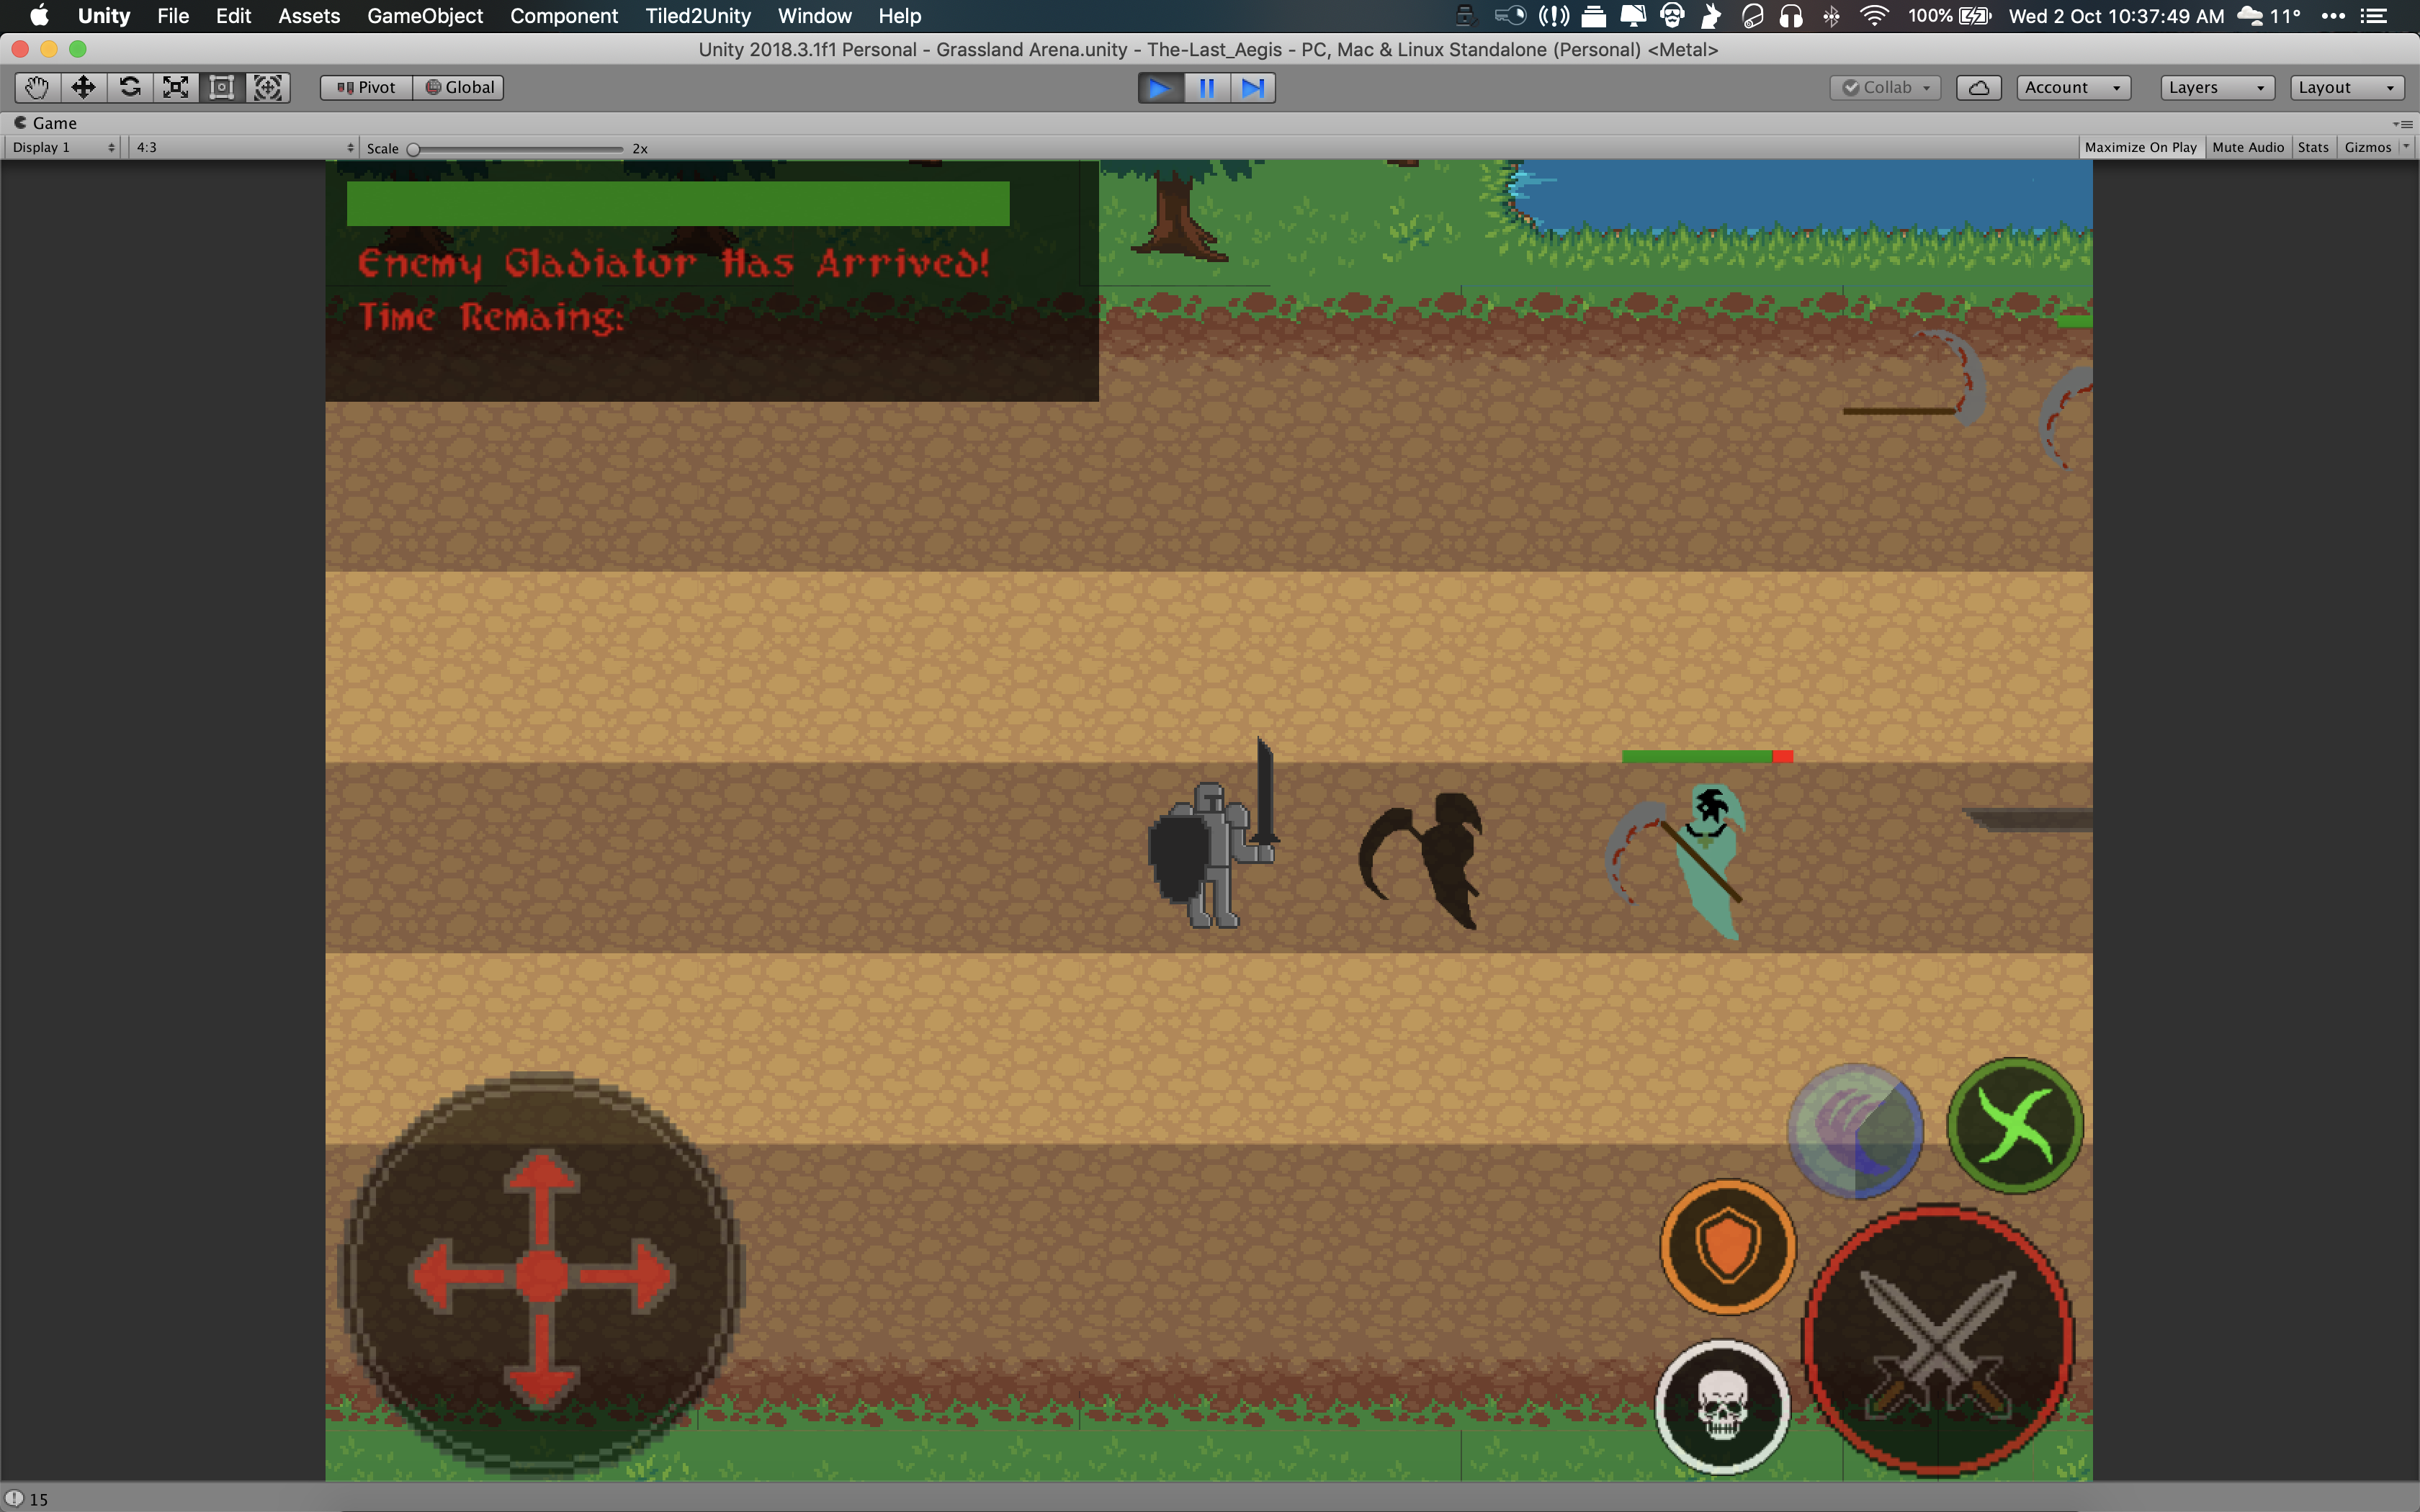 Unity File Edit Assets GameObject Component Tiled2Unity Window Help 100% Wed 2 Oct 10:37:49 AM 11°
Unity 2018.3.1f1 Personal - Grassland Arena.unity - The-Last_Aegis - PC, Mac & Linux Standalone (Personal) <Metal>
Pivot Global Collab Account Layers Layout
Game
Display 1 4:3 Scale 2x Maximize On Play Mute Audio Stats Gizmos
Enemy Gladiator Has Arrived!
Time Remaing:
15